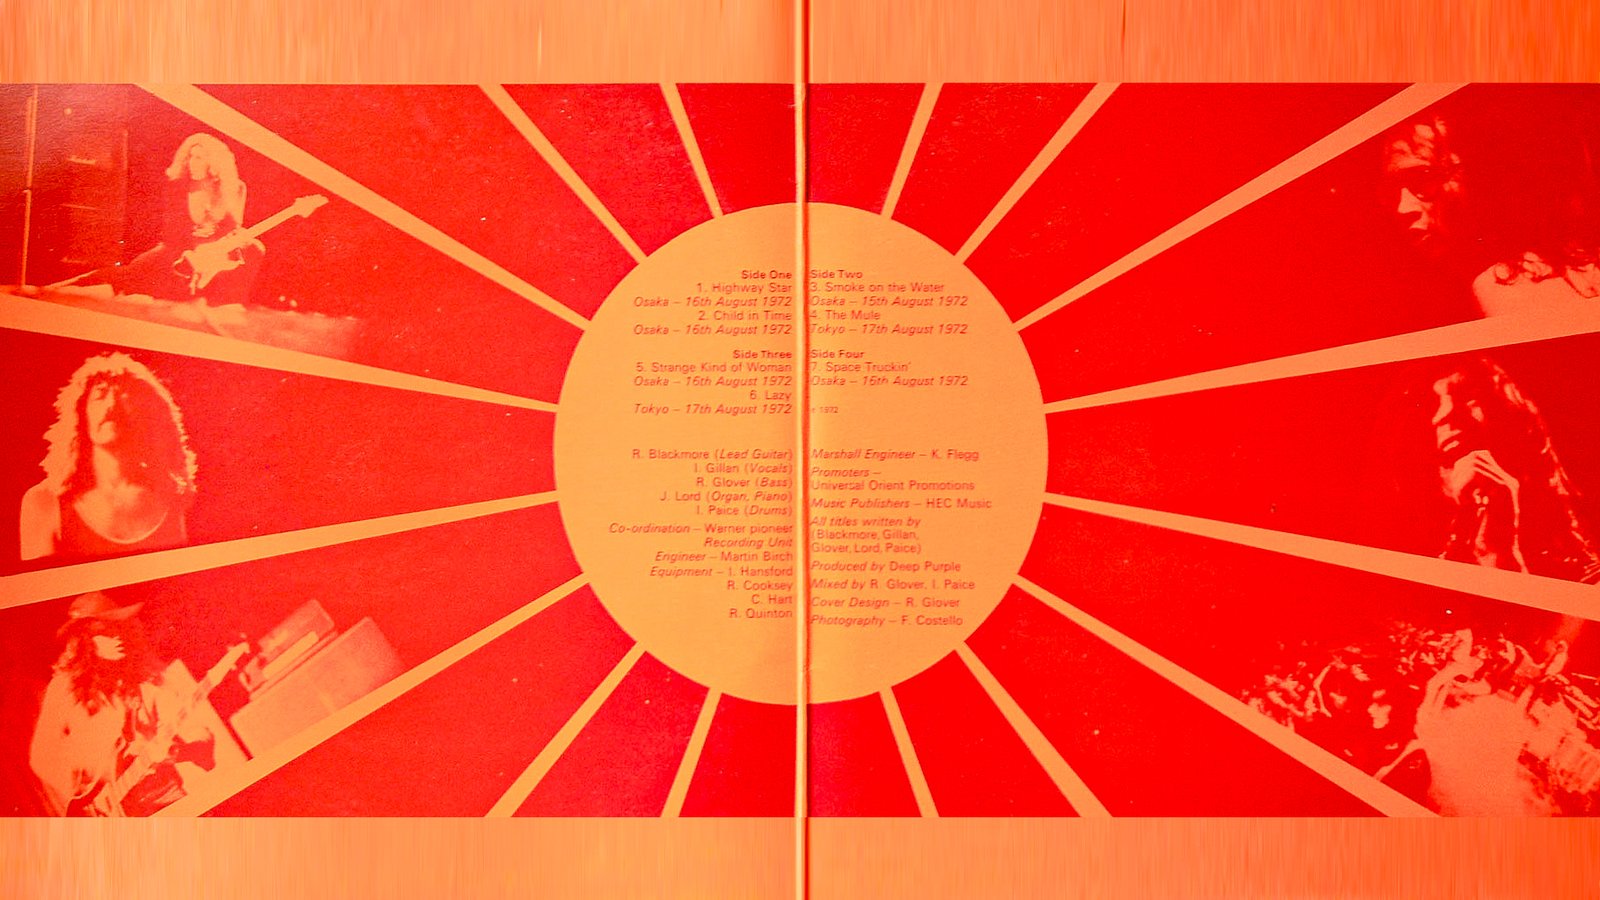 Side One
1. Highway Star
Osaka – 16th August 1972
2. Child in Time
Osaka – 16th August 1972
Side Three
5. Strange Kind of Woman
Osaka – 16th August 1972
6. Lazy
Tokyo – 17th August 1972
R. Blackmore (Lead Guitar)
I. Gillan (Vocals)
R. Glover (Bass)
J. Lord (Organ, Piano)
I. Paice (Drums)
Co-ordination – Werner pioneer
Recording Unit
Engineer – Martin Birch
Equipment – I. Hansford
R. Cooksey
C. Hart
R. Quinton
Side Two
3. Smoke on the Water
Osaka – 15th August 1972
4. The Mule
Tokyo – 17th August 1972
Side Four
7. Space Truckin'
Osaka – 16th August 1972
1972
Marshall Engineer – K. Flegg
Promoters –
Universal Orient Promotions
Music Publishers – HEC Music
All titles written by
(Blackmore, Gillan,
Glover, Lord, Paice)
Produced by Deep Purple
Mixed by R. Glover, I. Paice
Cover Design – R. Glover
Photography – F. Costello